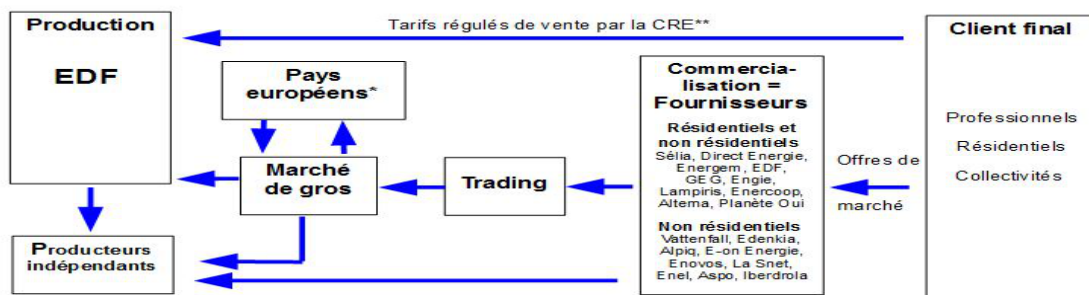 Production
EDF
Tarifs régulés de vente par la CRE**
Client final
Professionnels
Résidentiels
Collectivités
Pays
européens*
Marché
de gros
Trading
Commercia-
lisation =
Fournisseurs
Résidentiels et
non résidentiels
Sélia, Direct Energie,
Energem, EDF,
GEG, Engie,
Lampiris, Enercoop,
Alterna, Planète Oui
Non résidentiels
Vattenfall, Edenkia,
Alpiq, E-on Energie,
Enovos, La Snet,
Enel, Aspo, Iberdrola
Offres de
marché
Producteurs
indépendants